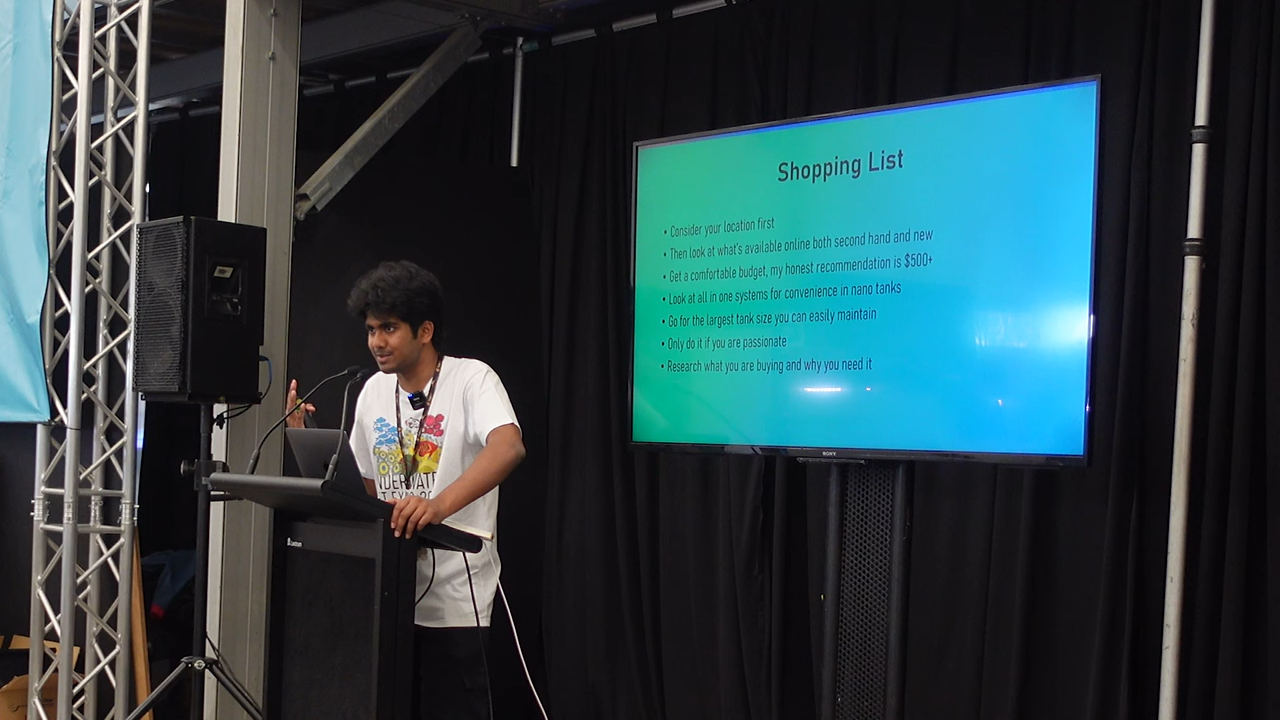 Shopping List
• Consider your location first
• Then look at what's available online both second hand and new
• Get a comfortable budget, my honest recommendation is $500+
• Look at all in one systems for convenience in nano tanks
• Go for the largest tank size you can easily maintain
• Only do it if you are passionate
• Research what you are buying and why you need it
SONY